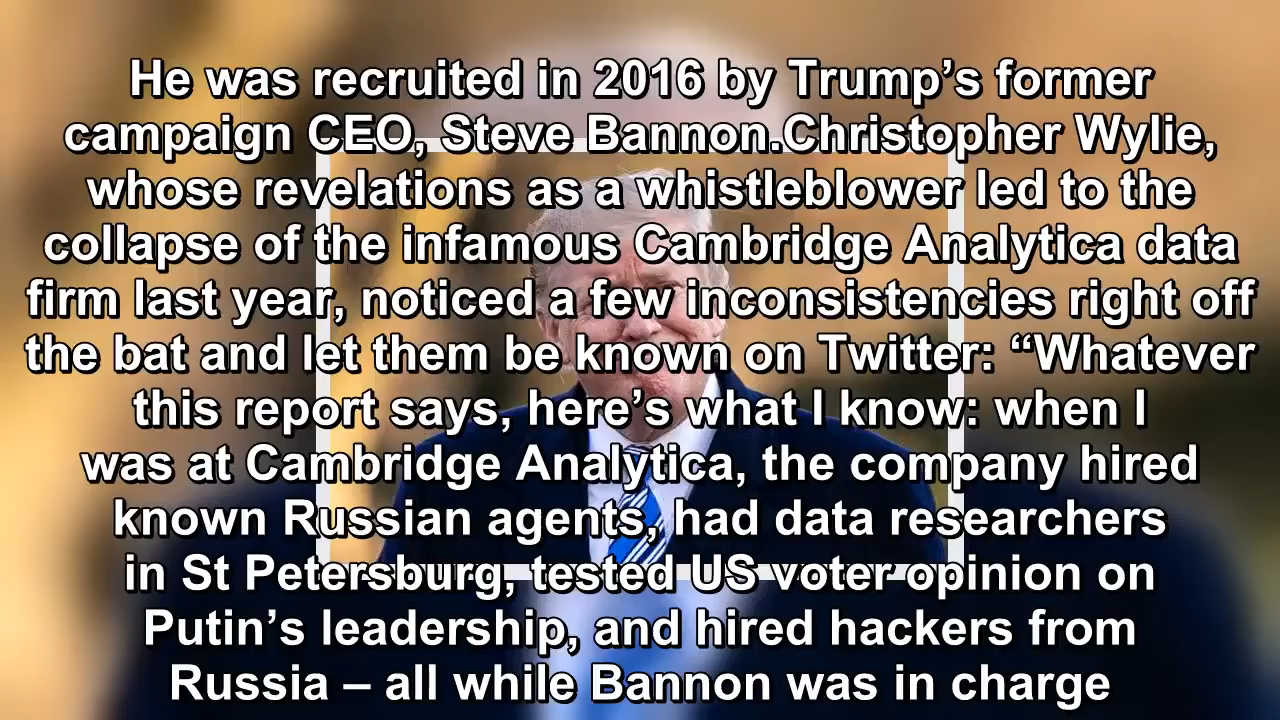 He was recruited in 2016 by Trump’s former
campaign CEO, Steve Bannon.Christopher Wylie,
whose revelations as a whistleblower led to the
collapse of the infamous Cambridge Analytica data
firm last year, noticed a few inconsistencies right off
the bat and let them be known on Twitter: “Whatever
this report says, here’s what I know: when I
was at Cambridge Analytica, the company hired
known Russian agents, had data researchers
in St Petersburg, tested US voter opinion on
Putin’s leadership, and hired hackers from
Russia – all while Bannon was in charge